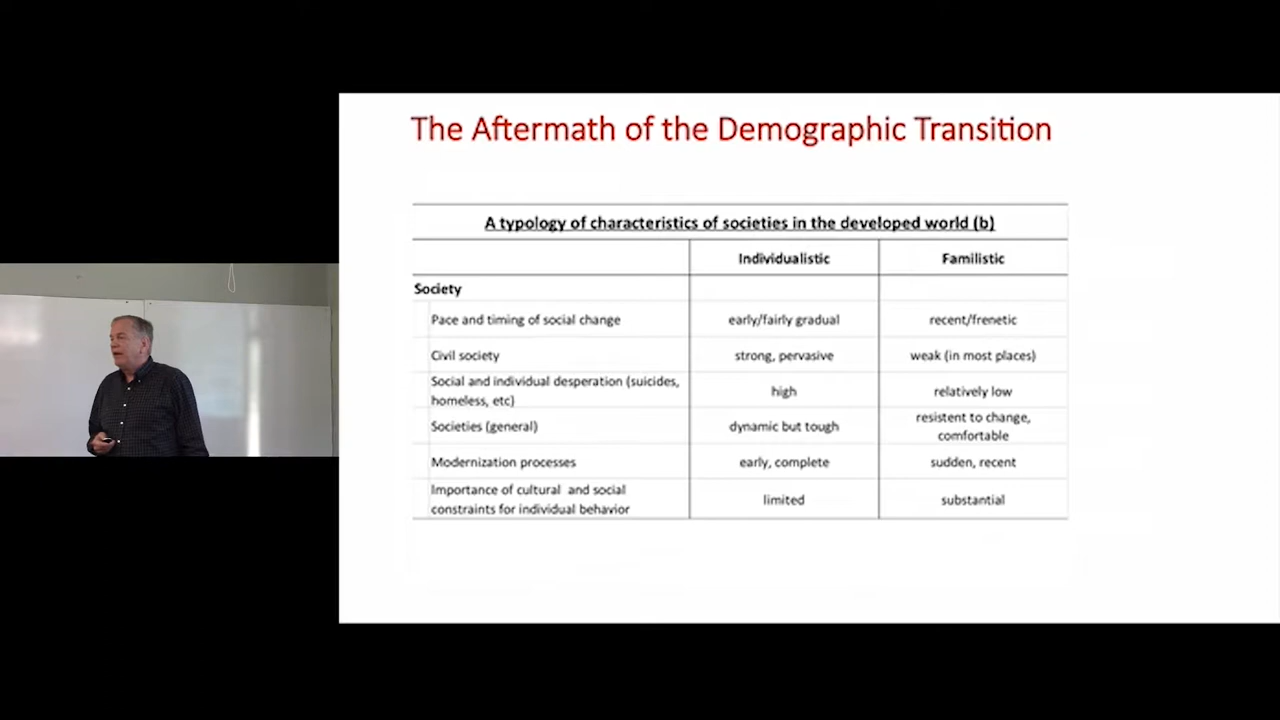 The Aftermath of the Demographic Transition
A typology of characteristics of societies in the developed world (b)
Individualistic Familistic
Society
Pace and timing of social change early/fairly gradual recent/frenetic
Civil society strong, pervasive weak (in most places)
Social and individual desperation (suicides,
homeless, etc) high relatively low
Societies (general) dynamic but tough resistent to change,
comfortable
Modernization processes early, complete sudden, recent
Importance of cultural and social
constraints for individual behavior limited substantial